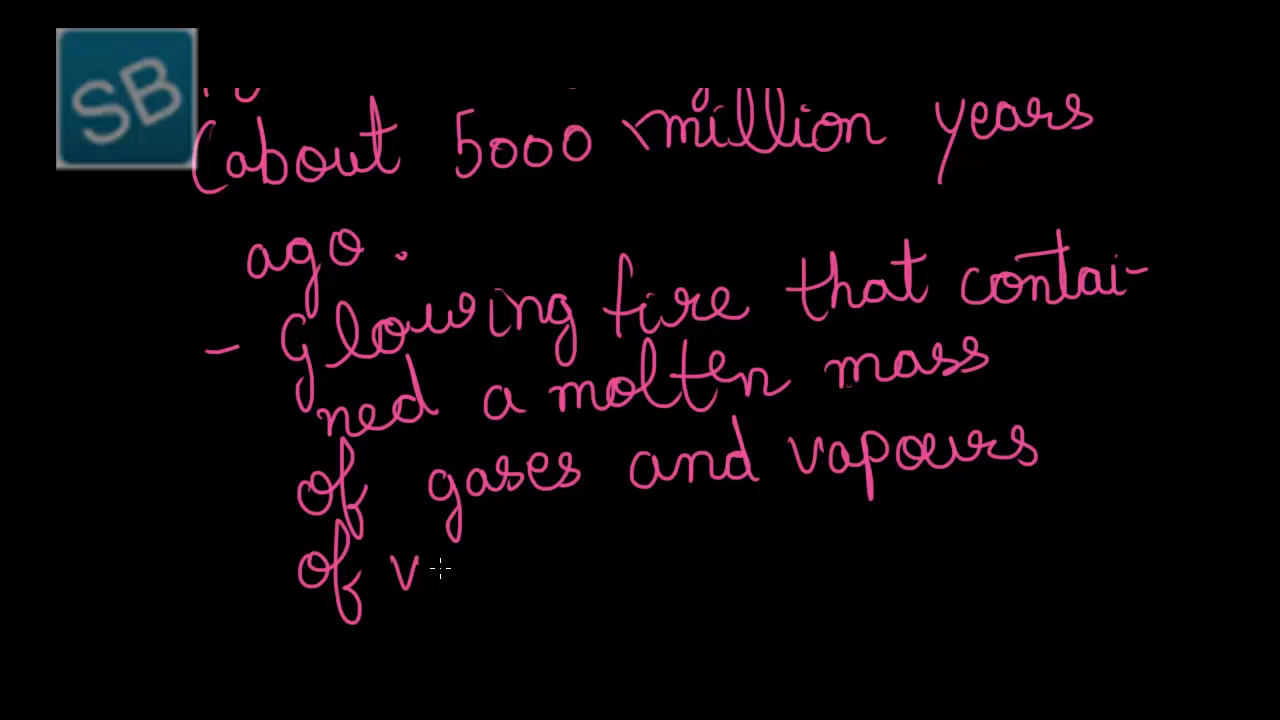 SB
(about 5000 million years
ago.
- Glowing fire that contai-
ned a molten mass
of gases and vapours
of v